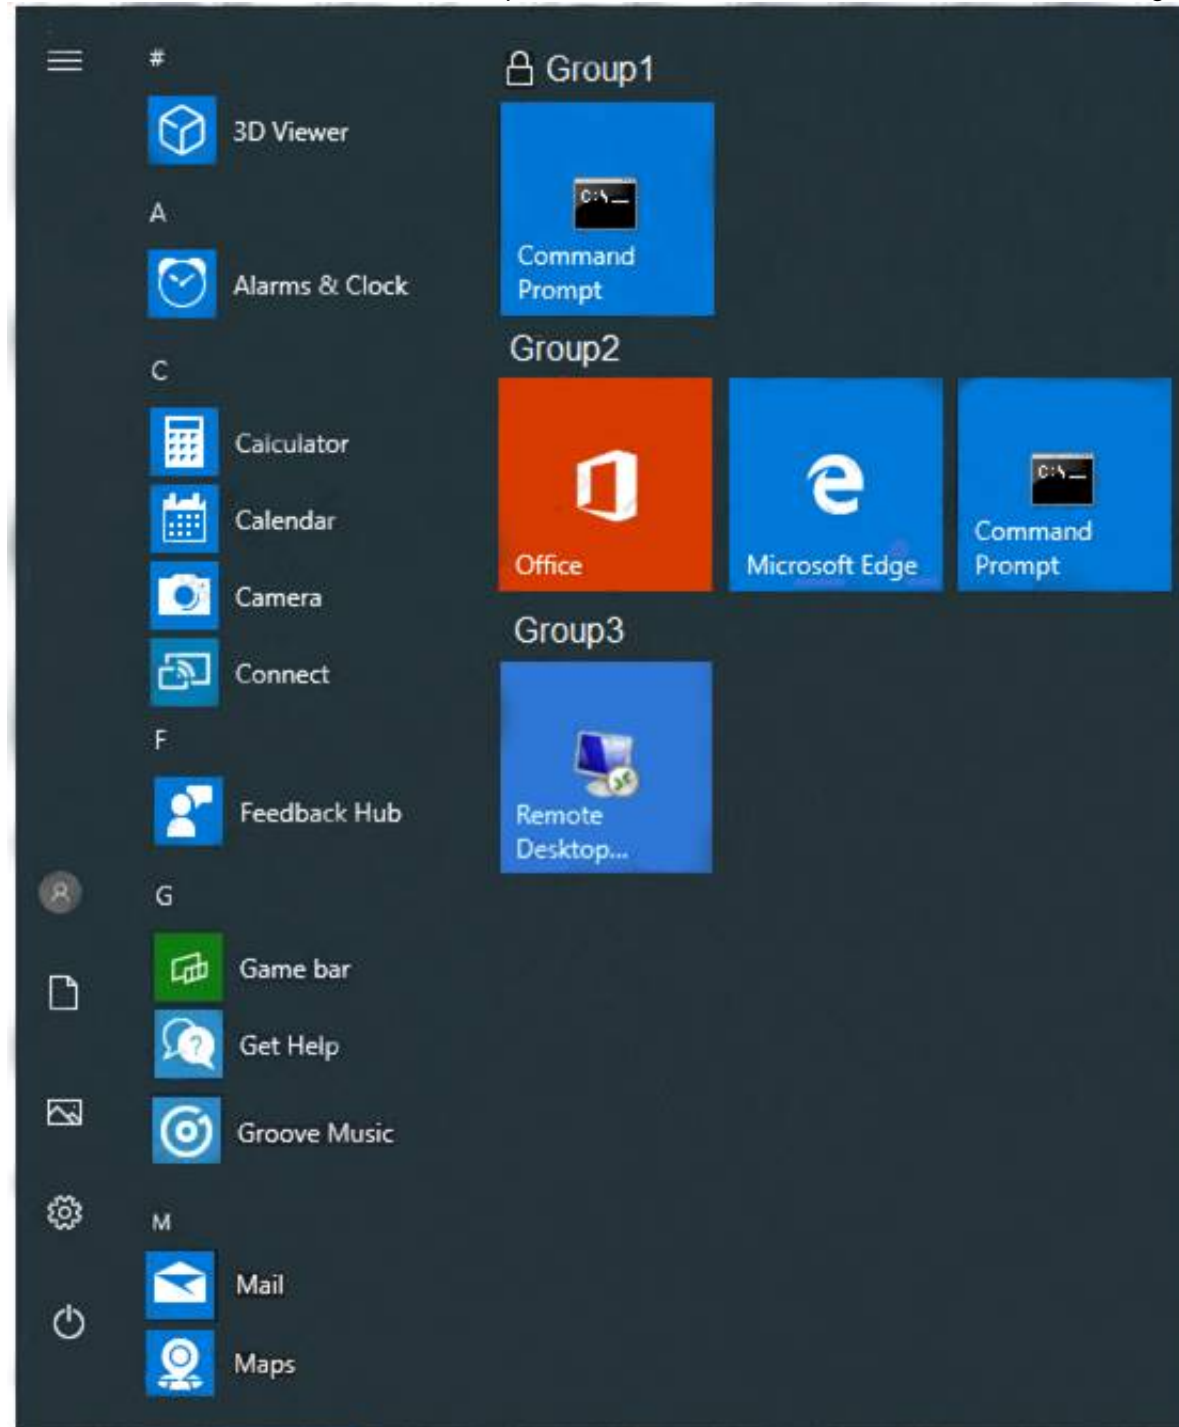 #
3D Viewer
A
Alarms & Clock
C
Caiculator
Calendar
Camera
Connect
F
Feedback Hub
G
Game bar
Get Help
Groove Music
M
Mail
Maps
Group1
C:\
Command
Prompt
Group2
Office
Microsoft Edge
C:\
Command
Prompt
Group3
Remote
Desktop...